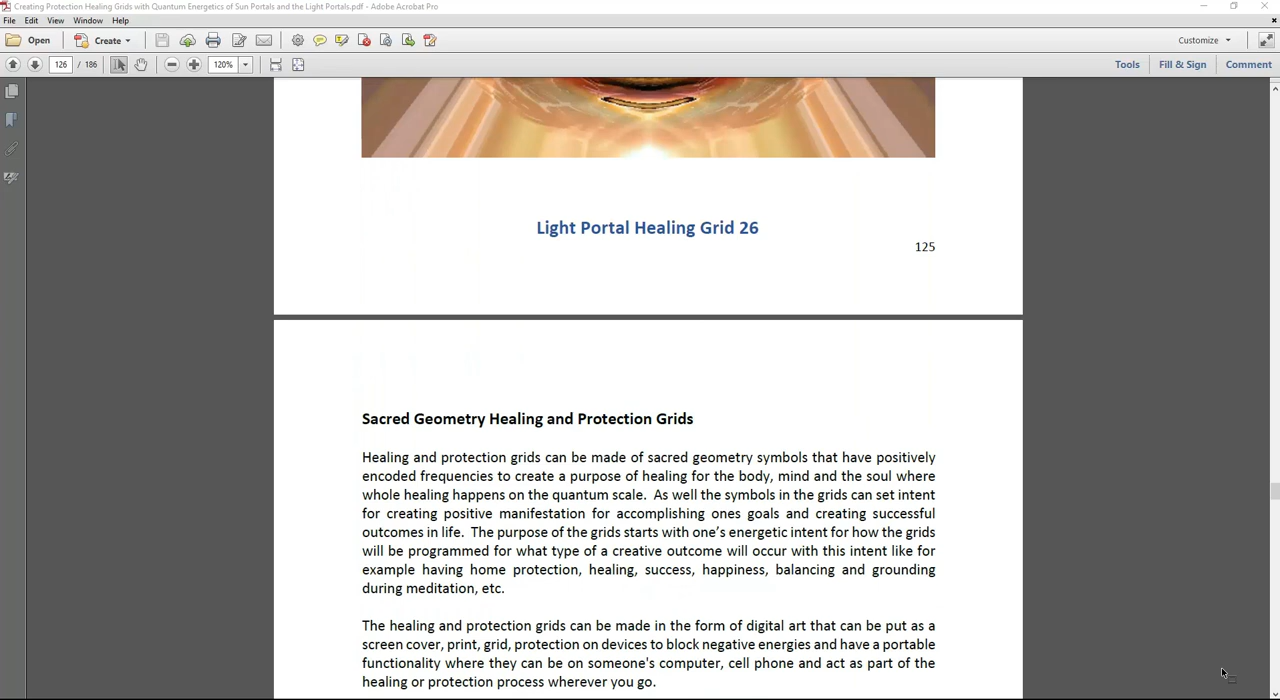 Creating Protection Healing Grids with Quantum Energetics of Sun Portals and the Light Portals.pdf - Adobe Acrobat Pro
File Edit View Window Help
Open Create Customize
126 / 186 120% Tools Fill & Sign Comment
Light Portal Healing Grid 26
125
Sacred Geometry Healing and Protection Grids
Healing and protection grids can be made of sacred geometry symbols that have positively
encoded frequencies to create a purpose of healing for the body, mind and the soul where
whole healing happens on the quantum scale. As well the symbols in the grids can set intent
for creating positive manifestation for accomplishing ones goals and creating successful
outcomes in life. The purpose of the grids starts with one's energetic intent for how the grids
will be programmed for what type of a creative outcome will occur with this intent like for
example having home protection, healing, success, happiness, balancing and grounding
during meditation, etc.
The healing and protection grids can be made in the form of digital art that can be put as a
screen cover, print, grid, protection on devices to block negative energies and have a portable
functionality where they can be on someone's computer, cell phone and act as part of the
healing or protection process wherever you go.